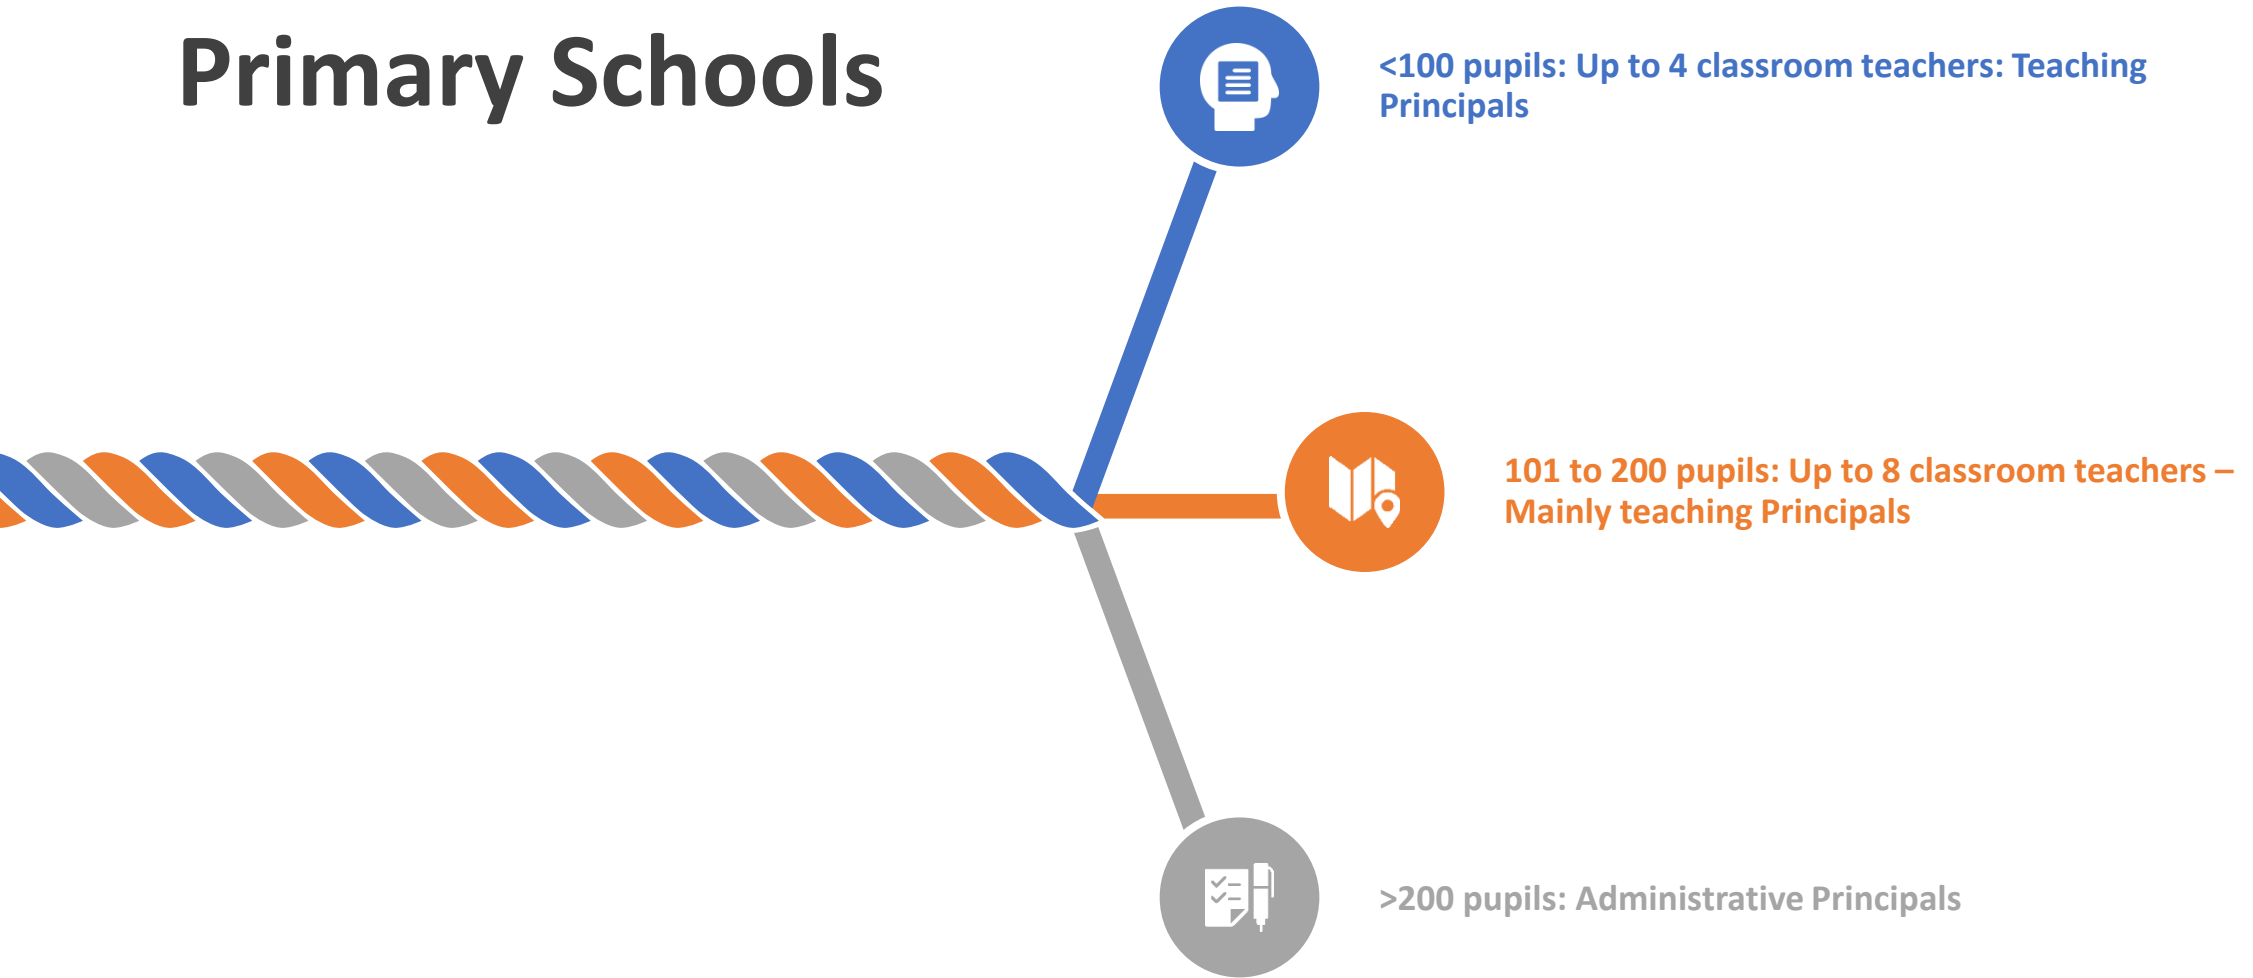 Primary Schools
<100 pupils: Up to 4 classroom teachers: Teaching
Principals
101 to 200 pupils: Up to 8 classroom teachers –
Mainly teaching Principals
>200 pupils: Administrative Principals